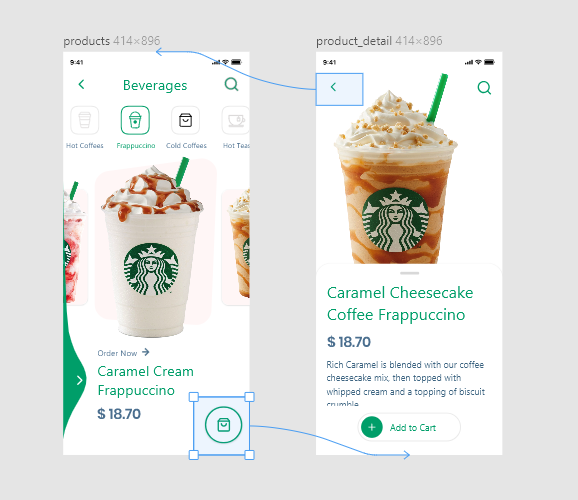 products 414×896
9:41
Beverages
Hot Coffees
Frappuccino
Cold Coffees
Hot Teas
Order Now
Caramel Cream
Frappuccino
$ 18.70
product_detail 414×896
9:41
Caramel Cheesecake
Coffee Frappuccino
$ 18.70
Rich Caramel is blended with our coffee
cheesecake mix, then topped with
whipped cream and a topping of biscuit
crumble
Add to Cart